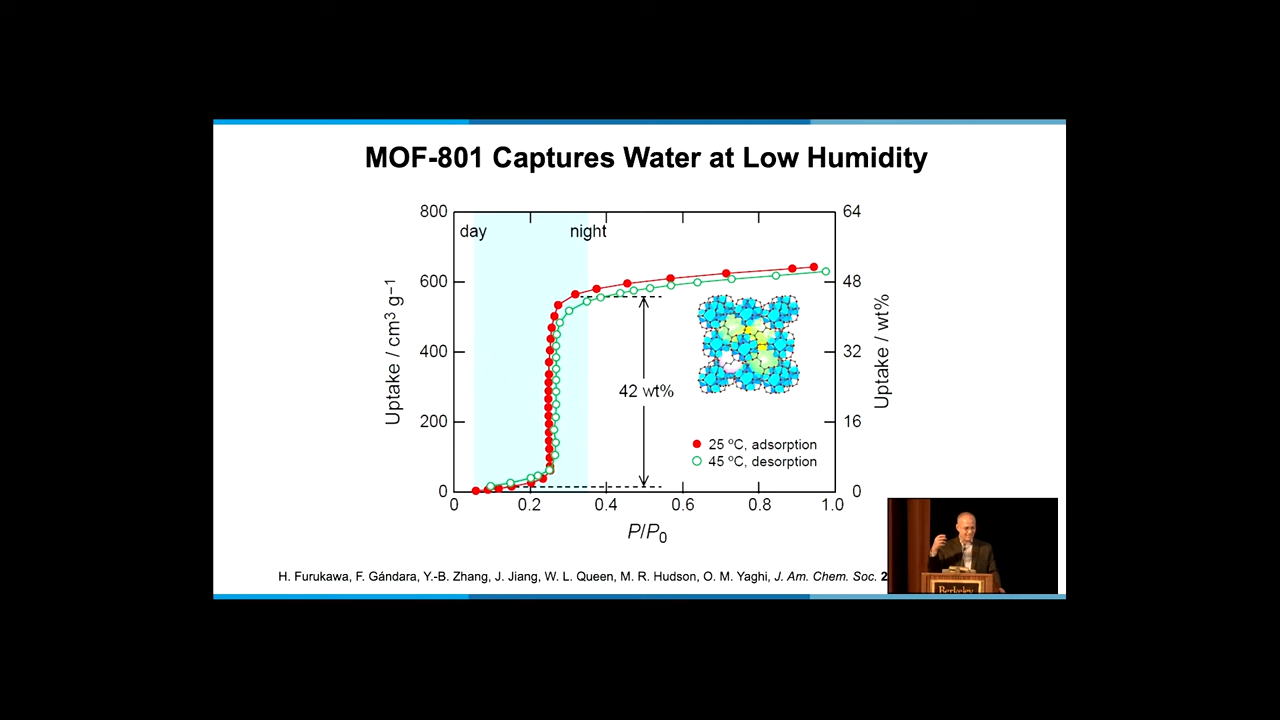 MOF-801 Captures Water at Low Humidity
800
600
400
200
0
Uptake / cm³ g⁻¹
day
night
64
48
32
16
0
Uptake / wt%
42 wt%
25 ºC, adsorption
45 ºC, desorption
0
0.2
0.4
0.6
0.8
1.0
P/P₀
H. Furukawa, F. Gándara, Y.-B. Zhang, J. Jiang, W. L. Queen, M. R. Hudson, O. M. Yaghi, J. Am. Chem. Soc. 2
Berkeley